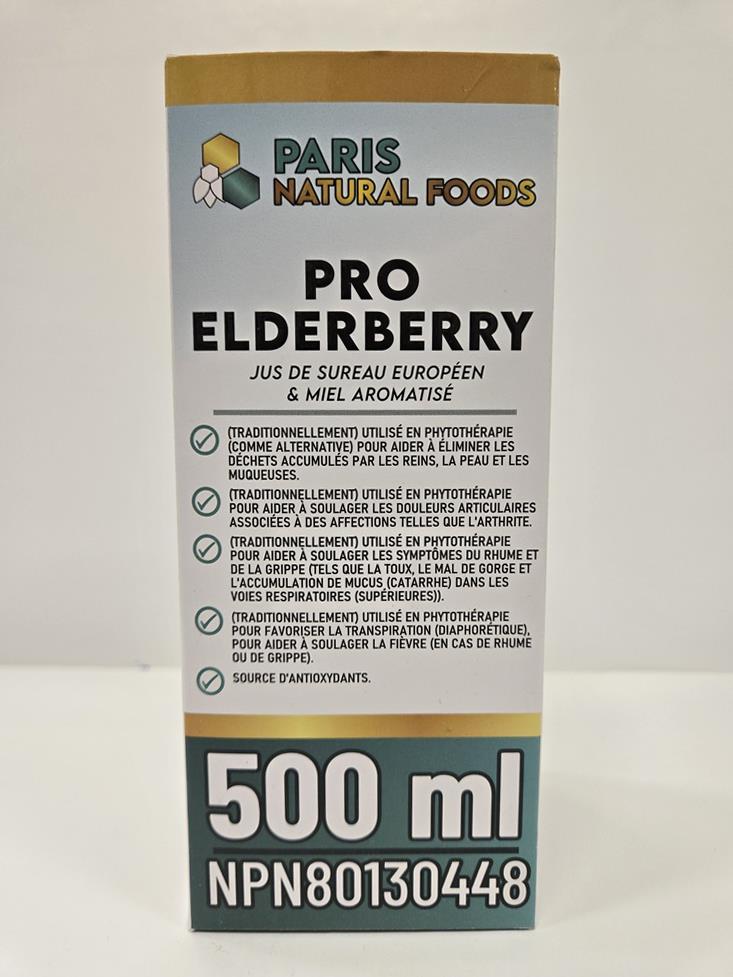 PARIS
NATURAL FOODS
PRO
ELDERBERRY
JUS DE SUREAU EUROPÉEN
& MIEL AROMATISÉ
(TRADITIONNELLEMENT) UTILISÉ EN PHYTOTHÉRAPIE
(COMME ALTERNATIVE) POUR AIDER À ÉLIMINER LES
DÉCHETS ACCUMULÉS PAR LES REINS, LA PEAU ET LES
MUQUEUSES.
(TRADITIONNELLEMENT) UTILISÉ EN PHYTOTHÉRAPIE
POUR AIDER À SOULAGER LES DOULEURS ARTICULAIRES
ASSOCIÉES À DES AFFECTIONS TELLES QUE L'ARTHRITE.
(TRADITIONNELLEMENT) UTILISÉ EN PHYTOTHÉRAPIE
POUR AIDER À SOULAGER LES SYMPTÔMES DU RHUME ET
DE LA GRIPPE (TELS QUE LA TOUX, LE MAL DE GORGE ET
L'ACCUMULATION DE MUCUS (CATARRHE) DANS LES
VOIES RESPIRATOIRES (SUPÉRIEURES)).
(TRADITIONNELLEMENT) UTILISÉ EN PHYTOTHÉRAPIE
POUR FAVORISER LA TRANSPIRATION (DIAPHORÉTIQUE),
POUR AIDER À SOULAGER LA FIÈVRE (EN CAS DE RHUME
OU DE GRIPPE).
SOURCE D'ANTIOXYDANTS.
500 ml
NPN80130448